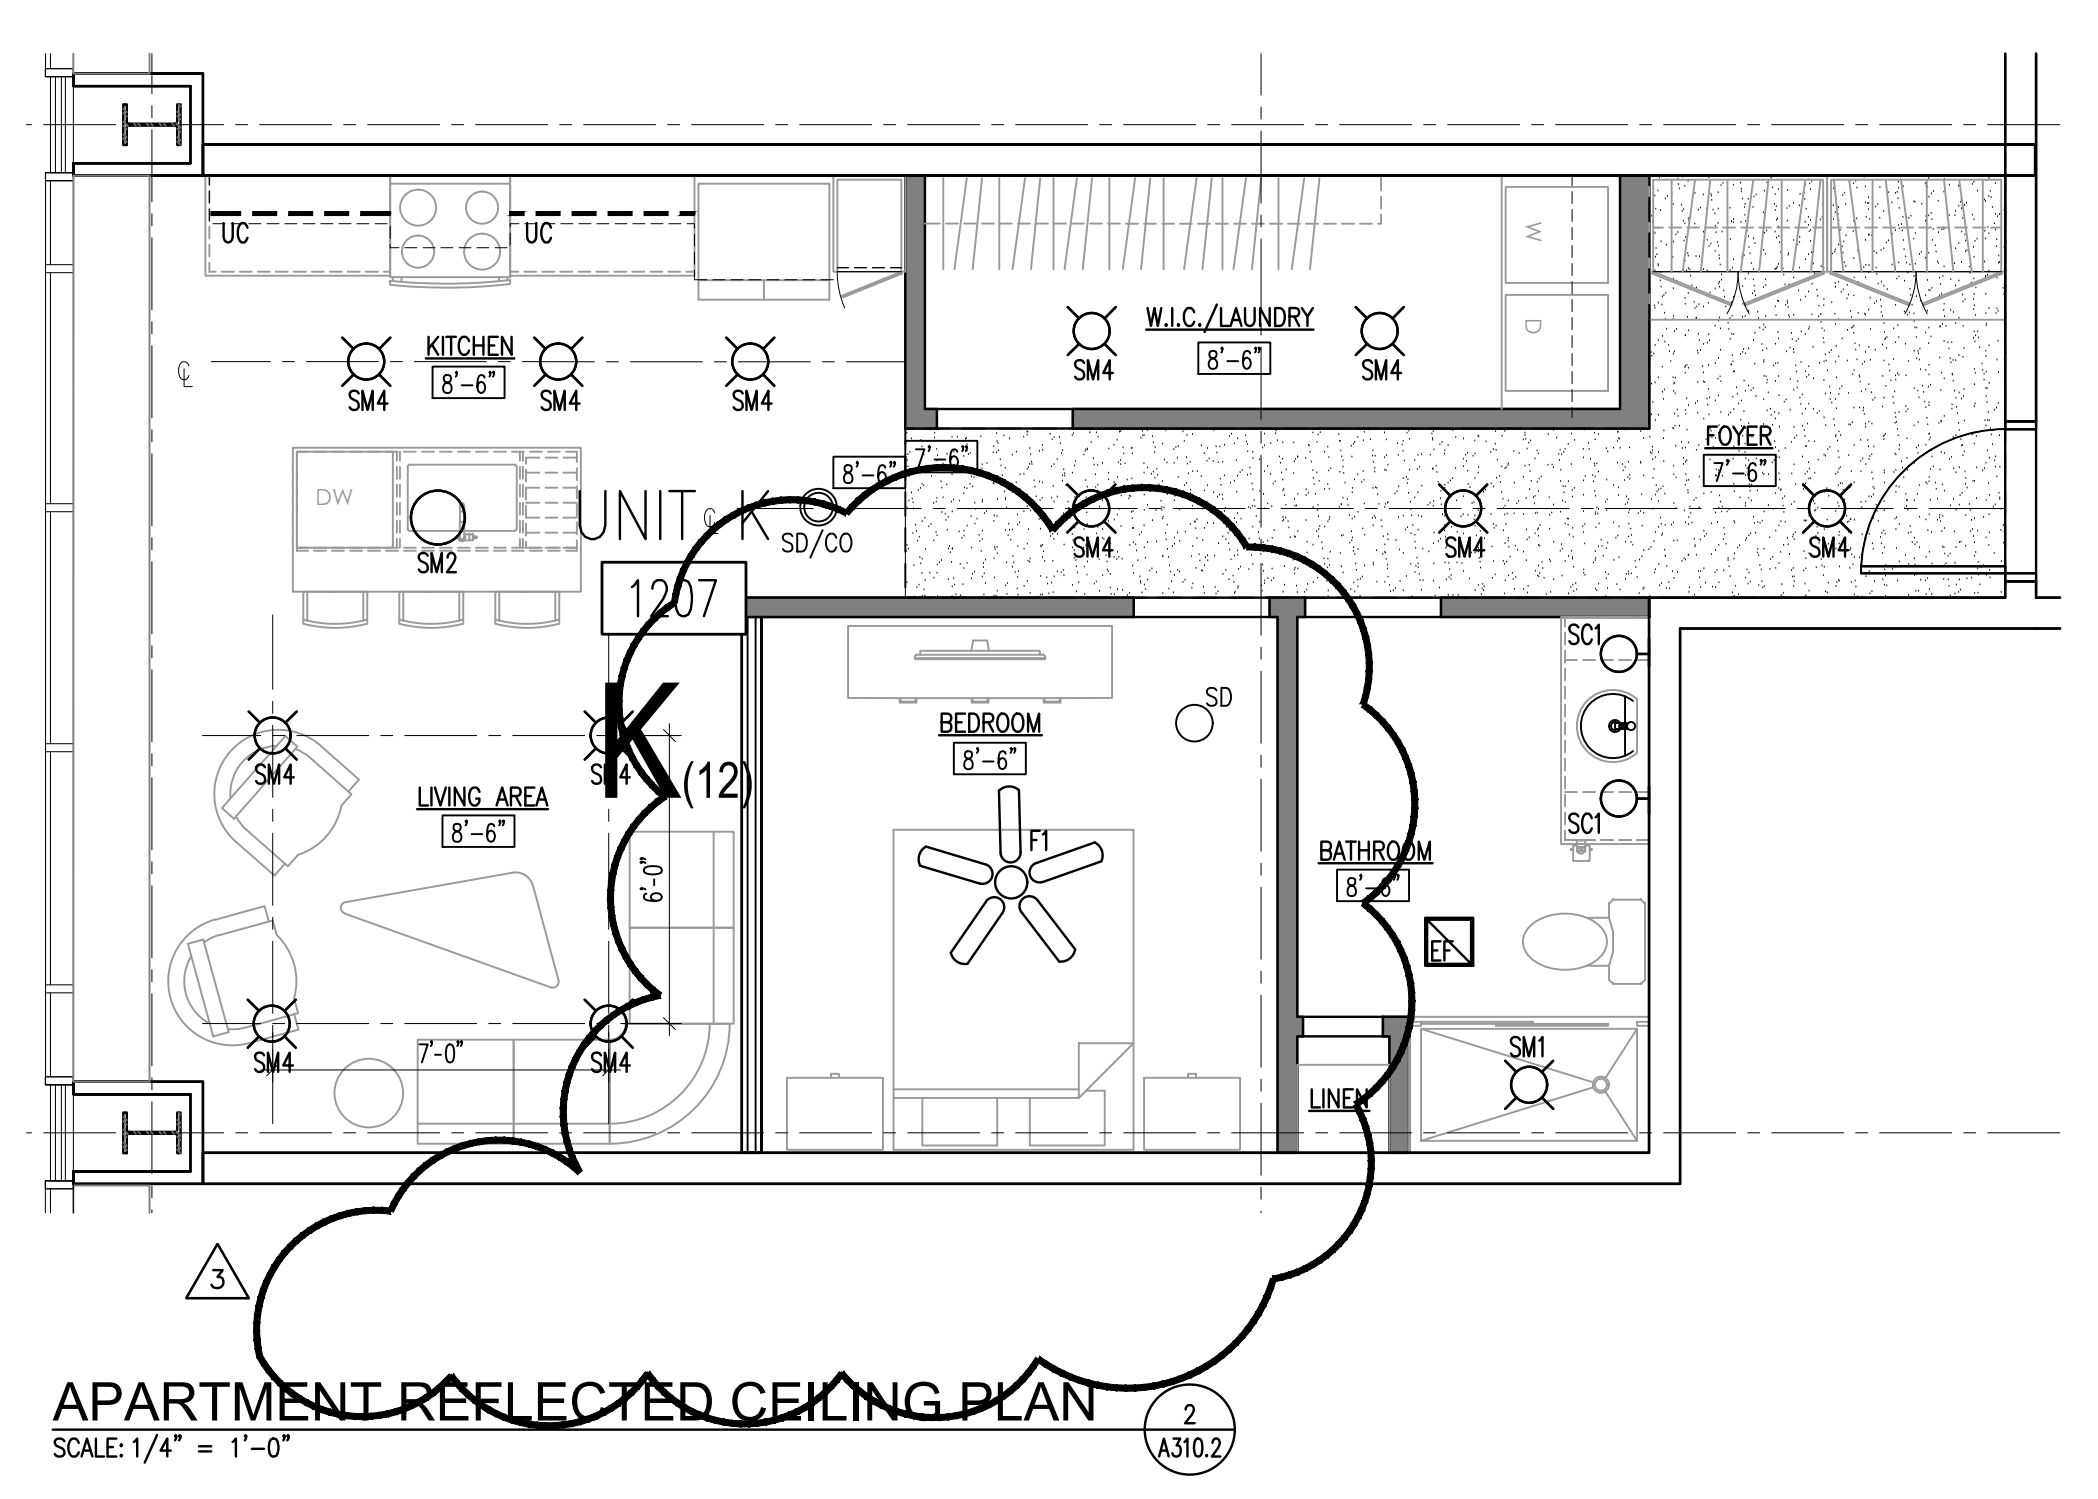 UC
UC
W
D
KITCHEN
8'-6"
W.I.C./LAUNDRY
8'-6"
SM4
SM4
SM4
SM4
SM4
℄
FOYER
7'-6"
7'-6"
8'-6"
DW
SM2
UNIT K
℄
SD/CO
SM4
SM4
SM4
1207
SC1
SD
BEDROOM
8'-6"
K(12)
SM4
SM4
LIVING AREA
8'-6"
SC1
F1
BATHROOM
8'-6"
6'-0"
EF
7'-0"
SM4
SM4
SM1
LINEN
3
APARTMENT REFLECTED CEILING PLAN
SCALE: 1/4" = 1'-0"
2
A310.2